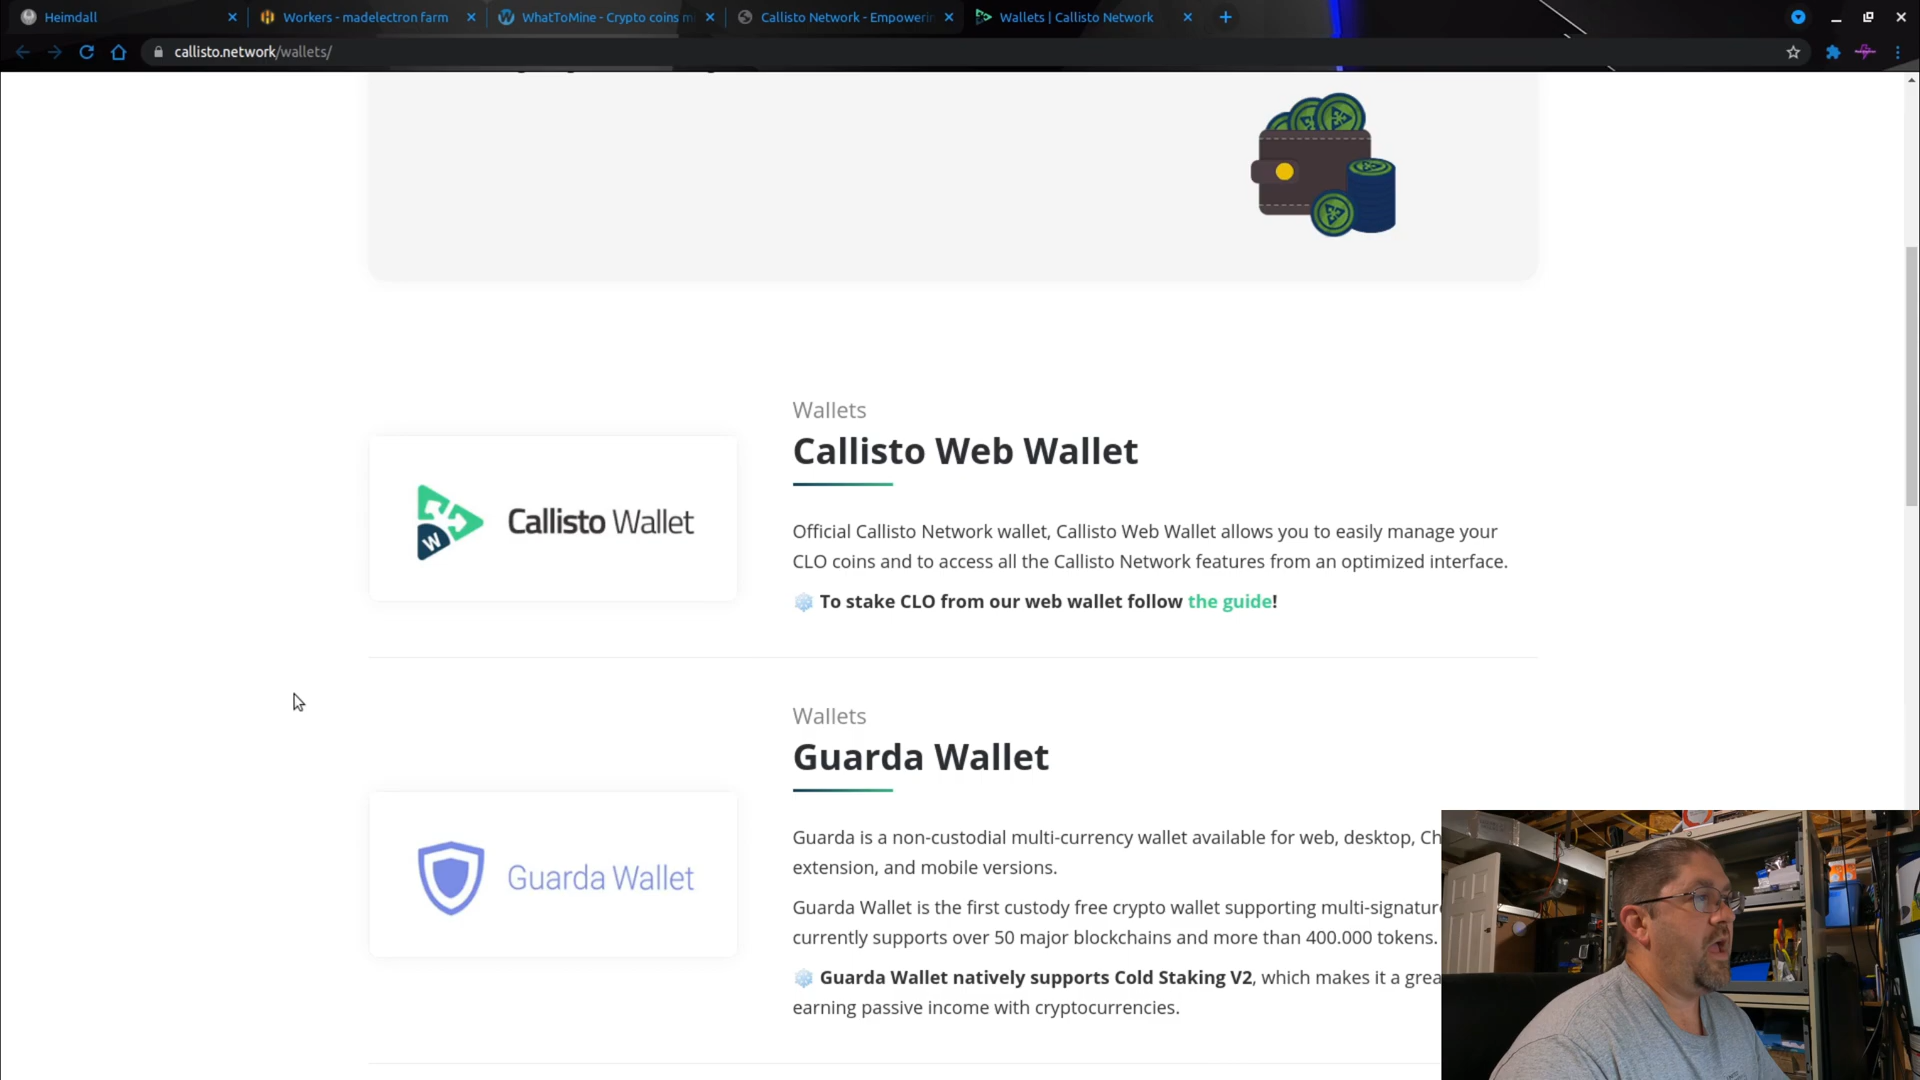 Heimdall
Workers - madelectron farm
WhatToMine - Crypto coins mi
Callisto Network - Empowerin
Wallets | Callisto Network
callisto.network/wallets/
Wallets
Callisto Web Wallet
Callisto Wallet
W
Official Callisto Network wallet, Callisto Web Wallet allows you to easily manage your
CLO coins and to access all the Callisto Network features from an optimized interface.
To stake CLO from our web wallet follow the guide!
Wallets
Guarda Wallet
Guarda Wallet
Guarda is a non-custodial multi-currency wallet available for web, desktop, Ch
extension, and mobile versions.
Guarda Wallet is the first custody free crypto wallet supporting multi-signature
currently supports over 50 major blockchains and more than 400.000 tokens.
Guarda Wallet natively supports Cold Staking V2, which makes it a grea
earning passive income with cryptocurrencies.